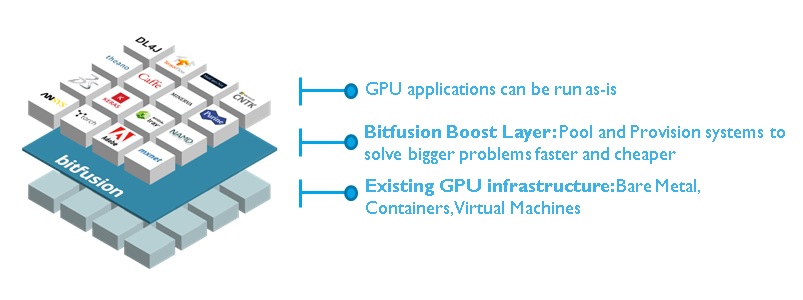 DL4J
theano
Caffe
MINERVA
CNTK
ANSYS
torch
KERAS
Adobe
mxnet
NAMD
bitfusion
GPU applications can be run as-is
Bitfusion Boost Layer: Pool and Provision systems to
solve bigger problems faster and cheaper
Existing GPU infrastructure: Bare Metal,
Containers, Virtual Machines